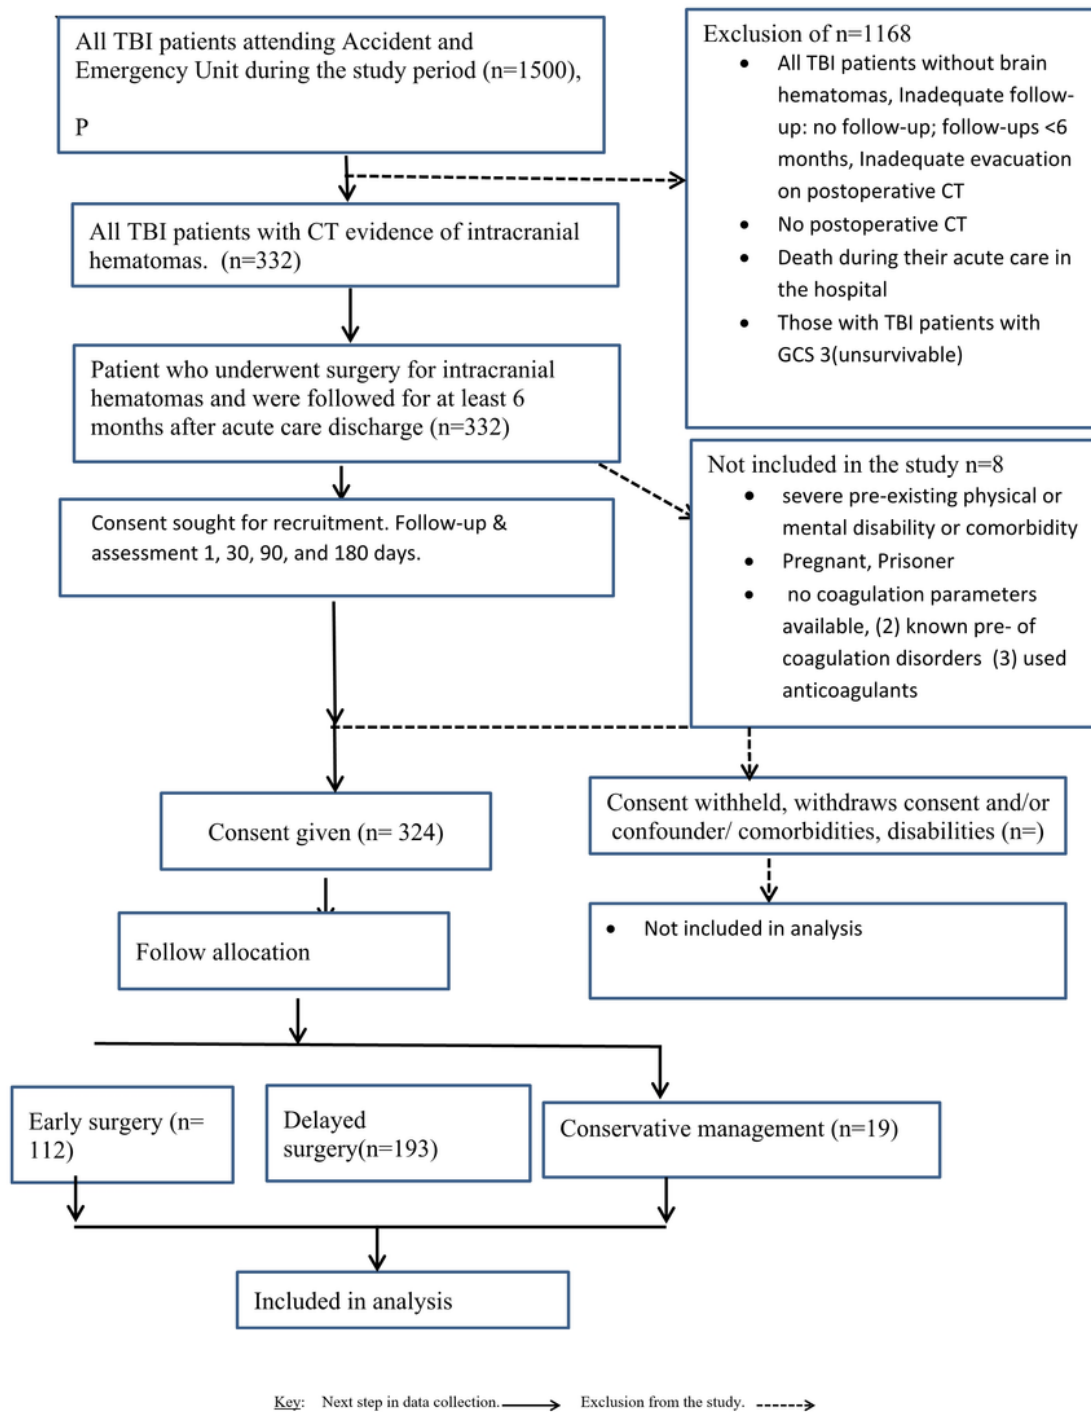 All TBI patients attending Accident and
Emergency Unit during the study period (n=1500),
P
Exclusion of n=1168
• All TBI patients without brain
hematomas, Inadequate follow-
up: no follow-up; follow-ups <6
months, Inadequate evacuation
on postoperative CT
• No postoperative CT
• Death during their acute care in
the hospital
• Those with TBI patients with
GCS 3(unsurvivable)
All TBI patients with CT evidence of intracranial
hematomas. (n=332)
Patient who underwent surgery for intracranial
hematomas and were followed for at least 6
months after acute care discharge (n=332)
Not included in the study n=8
• severe pre-existing physical or
mental disability or comorbidity
• Pregnant, Prisoner
• no coagulation parameters
available, (2) known pre- of
coagulation disorders (3) used
anticoagulants
Consent sought for recruitment. Follow-up &
assessment 1, 30, 90, and 180 days.
Consent given (n= 324)
Consent withheld, withdraws consent and/or
confounder/ comorbidities, disabilities (n=)
• Not included in analysis
Follow allocation
Early surgery (n=
112)
Delayed
surgery(n=193)
Conservative management (n=19)
Included in analysis
Key: Next step in data collection. Exclusion from the study.